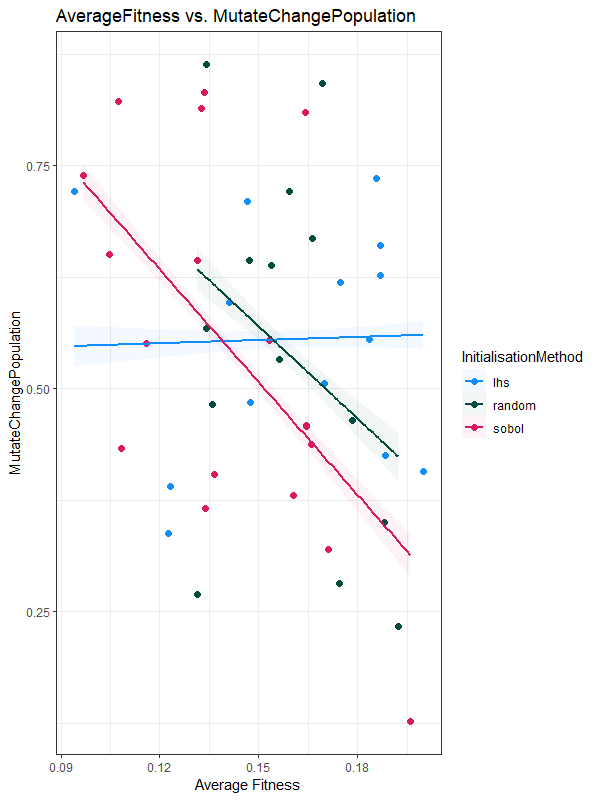 AverageFitness vs. MutateChangePopulation
MutateChangePopulation
0.75
0.50
0.25
0.09
0.12
0.15
0.18
Average Fitness
InitialisationMethod
lhs
random
sobol